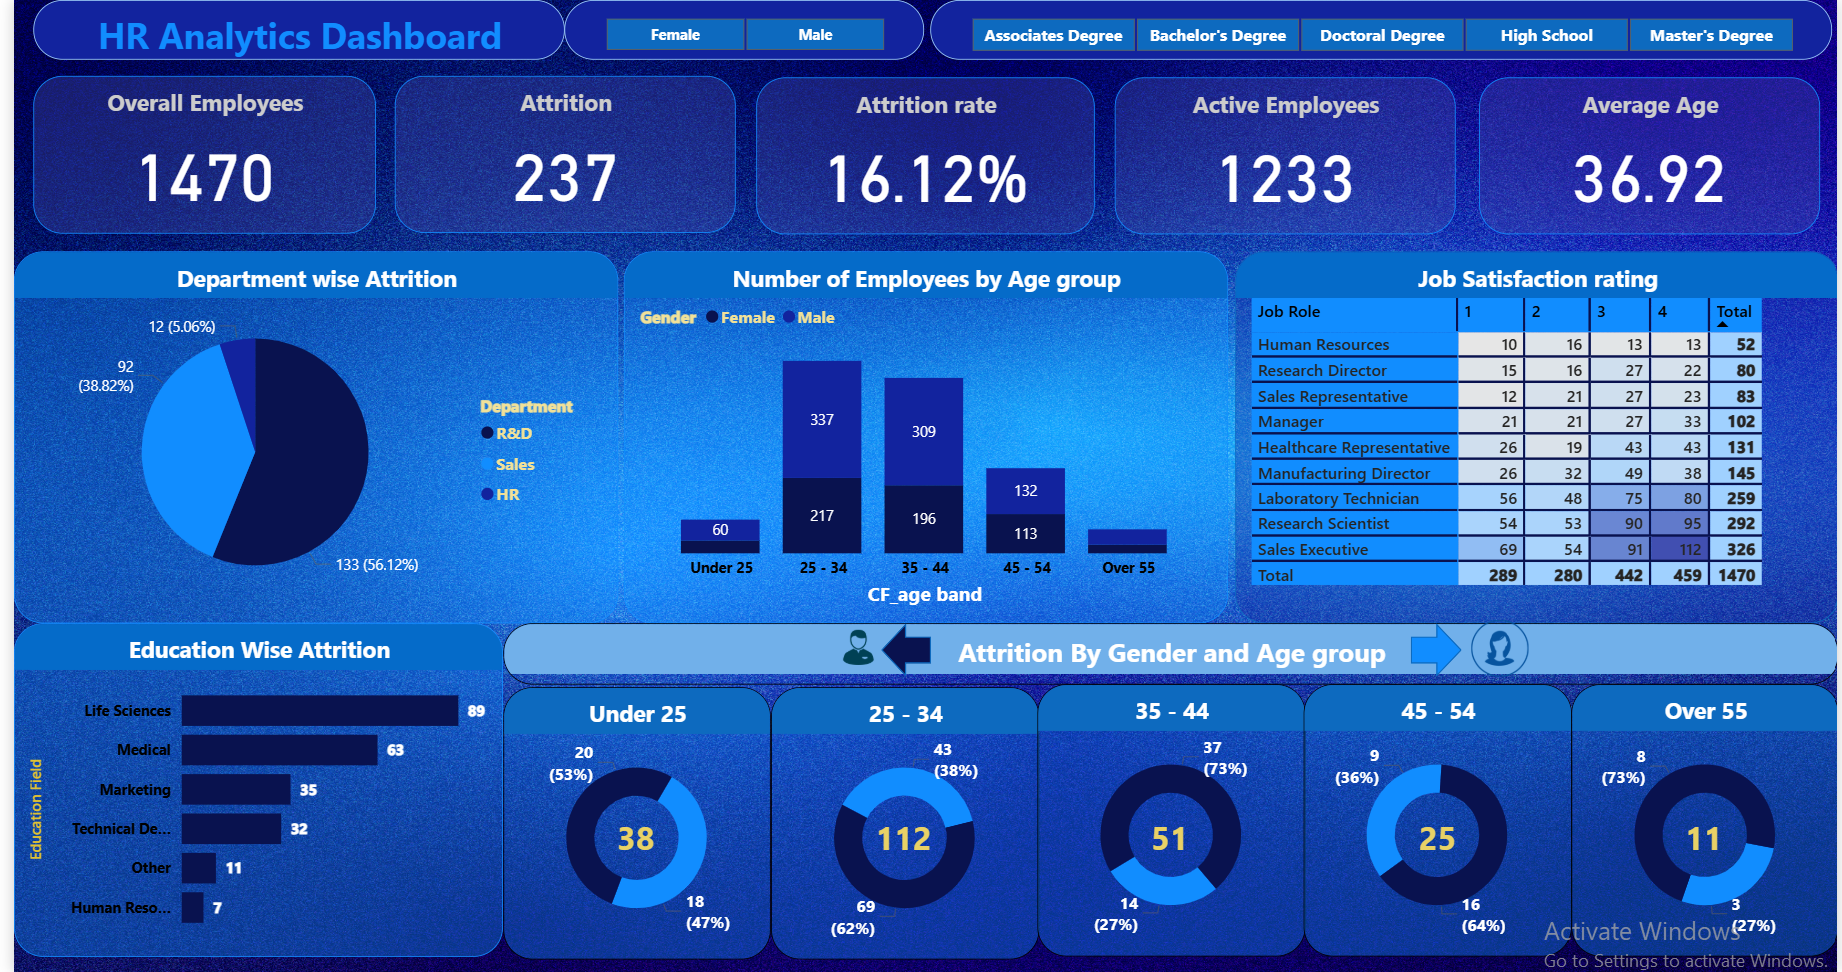 HR Analytics Dashboard
Female
Male
Associates Degree
Bachelor's Degree
Doctoral Degree
High School
Master's Degree
Overall Employees
1470
Attrition
237
Attrition rate
16.12%
Active Employees
1233
Average Age
36.92
Department wise Attrition
12 (5.06%)
92
(38.82%)
133 (56.12%)
Department
R&D
Sales
HR
Number of Employees by Age group
Gender Female Male
60
337
217
309
196
132
113
Under 25
25 - 34
35 - 44
45 - 54
Over 55
CF_age band
Job Satisfaction rating
Job Role 1 2 3 4 Total
Human Resources 10 16 13 13 52
Research Director 15 16 27 22 80
Sales Representative 12 21 27 23 83
Manager 21 21 27 33 102
Healthcare Representative 26 19 43 43 131
Manufacturing Director 26 32 49 38 145
Laboratory Technician 56 48 75 80 259
Research Scientist 54 53 90 95 292
Sales Executive 69 54 91 112 326
Total 289 280 442 459 1470
Education Wise Attrition
Education Field
Life Sciences 89
Medical 63
Marketing 35
Technical De... 32
Other 11
Human Reso... 7
Attrition By Gender and Age group
Under 25
20
(53%)
38
18
(47%)
25 - 34
43
(38%)
112
69
(62%)
35 - 44
37
(73%)
51
14
(27%)
45 - 54
9
(36%)
25
16
(64%)
Over 55
8
(73%)
11
3
(27%)
Activate Windows
Go to Settings to activate Windows.